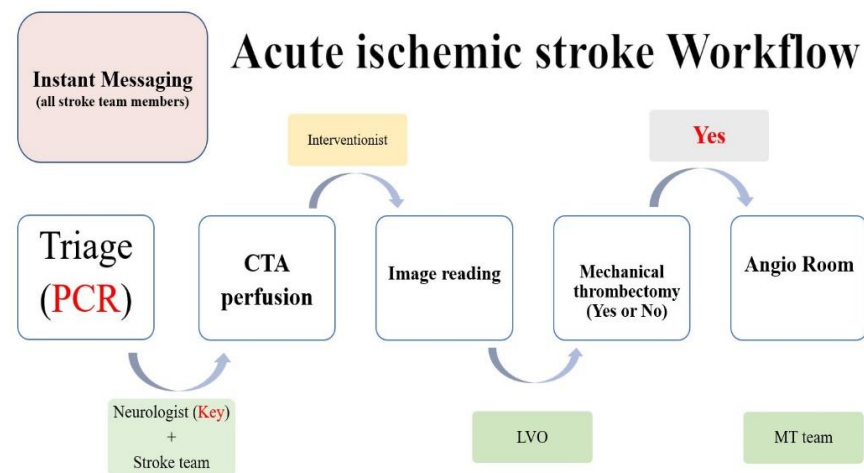 Acute ischemic stroke Workflow
Instant Messaging
(all stroke team members)
Interventionist
Yes
Triage
(PCR)
CTA
perfusion
Image reading
Mechanical
thrombectomy
(Yes or No)
Angio Room
Neurologist (Key)
+
Stroke team
LVO
MT team